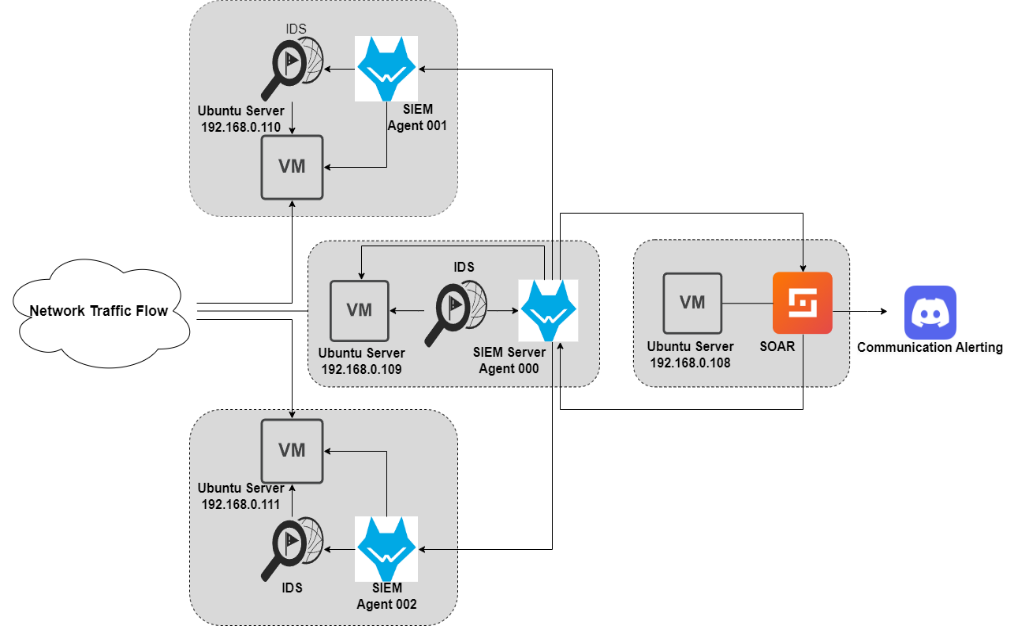 IDS
Ubuntu Server
192.168.0.110
SIEM
Agent 001
VM
Network Traffic Flow
IDS
VM
Ubuntu Server
192.168.0.109
SIEM Server
Agent 000
VM
Ubuntu Server
192.168.0.108
SOAR
Communication Alerting
VM
Ubuntu Server
192.168.0.111
IDS
SIEM
Agent 002